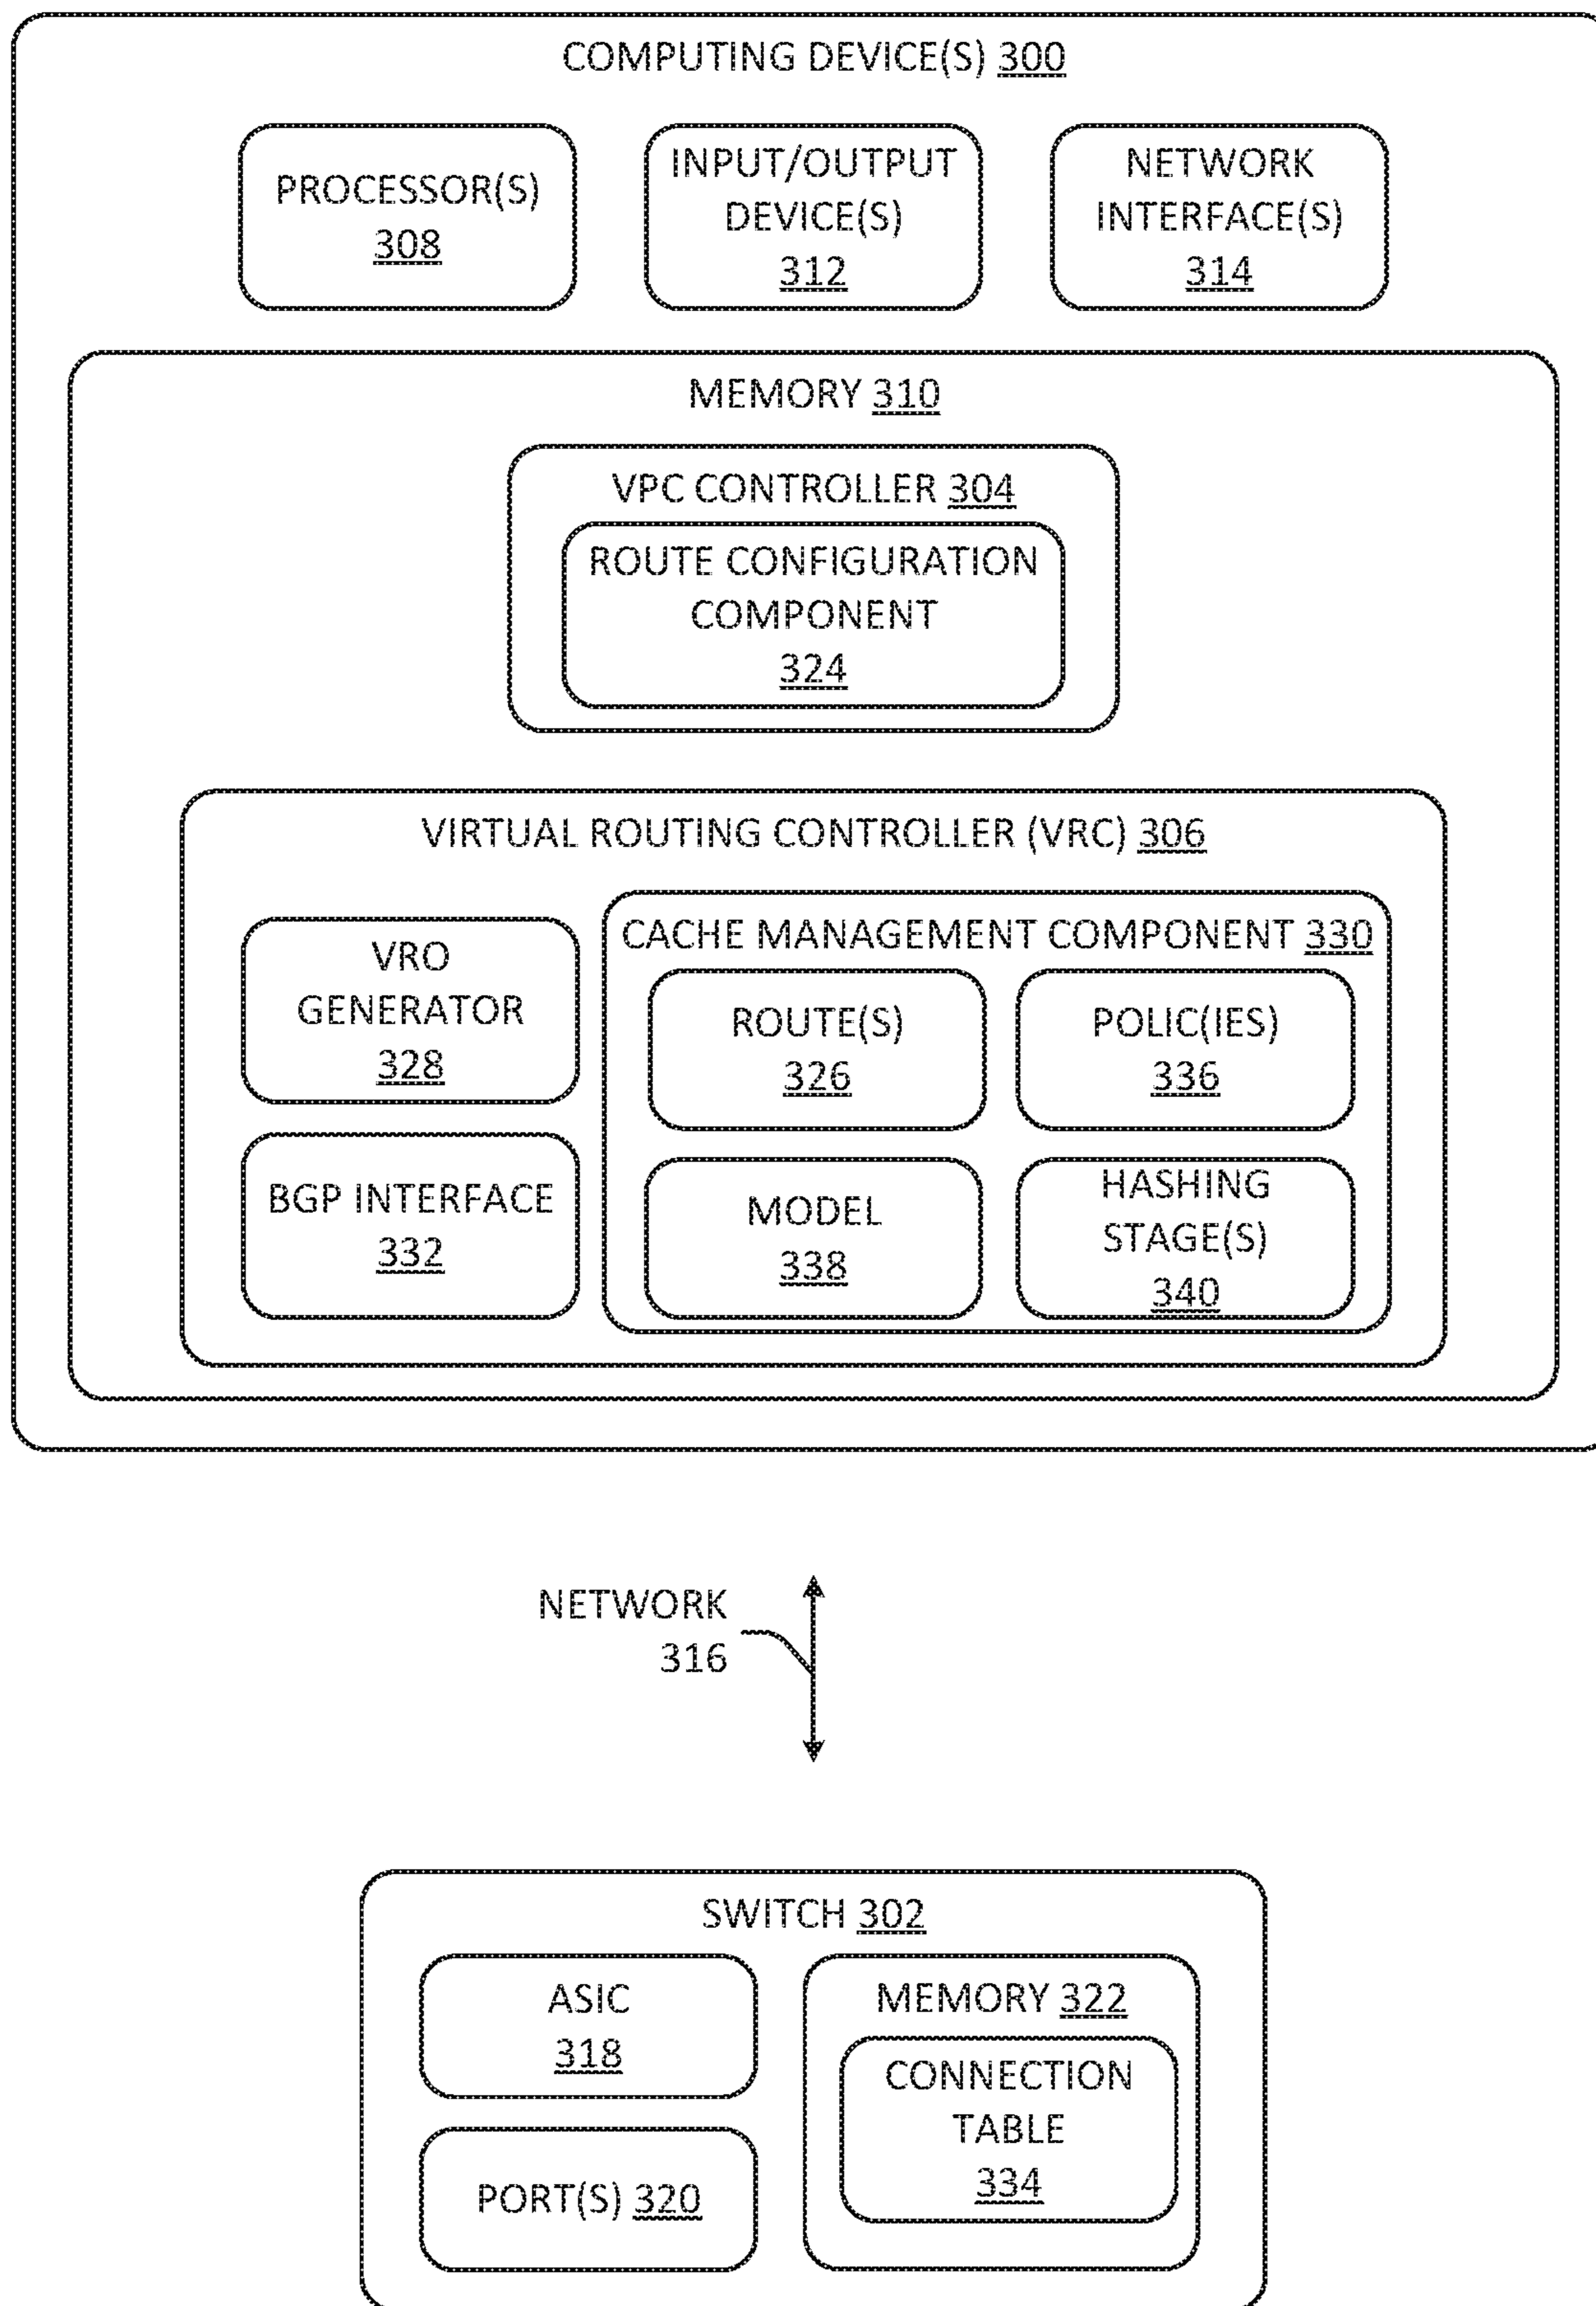 COMPUTING DEVICE(S) 300
PROCESSOR(S)
308
INPUT/OUTPUT
DEVICE(S)
312
NETWORK
INTERFACE(S)
314
MEMORY 310
VPC CONTROLLER 304
ROUTE CONFIGURATION
COMPONENT
324
VIRTUAL ROUTING CONTROLLER (VRC) 306
VRO
GENERATOR
328
BGP INTERFACE
332
CACHE MANAGEMENT COMPONENT 330
ROUTE(S)
326
POLIC(IES)
336
MODEL
338
HASHING
STAGE(S)
340
NETWORK
316
SWITCH 302
ASIC
318
PORT(S) 320
MEMORY 322
CONNECTION
TABLE
334